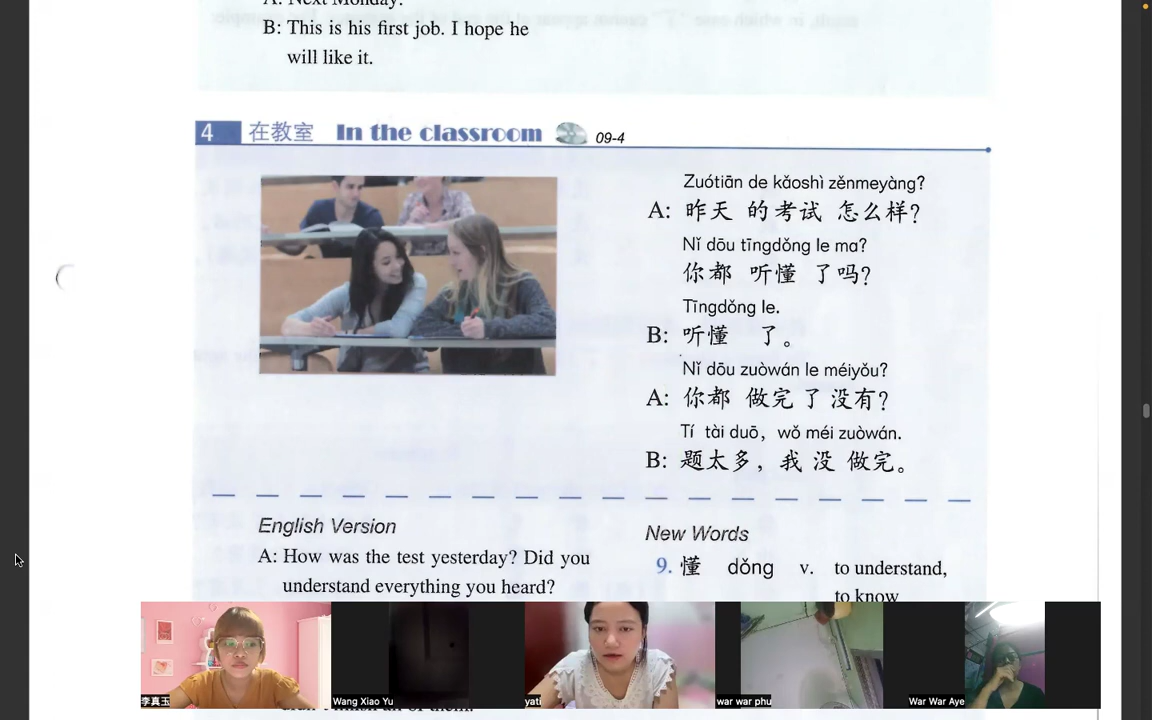 A: Next Monday.
B: This is his first job. I hope he
will like it.
4 在教室 In the classroom 09-4
Zuótiān de kǎoshì zěnmeyàng?
A: 昨天 的考试 怎么样?
Nǐ dōu tīngdǒng le ma?
你都 听懂 了吗?
Tīngdǒng le.
B: 听懂 了。
Nǐ dōu zuòwán le méiyǒu?
A: 你都 做完 了 没有?
Tí tài duō, wǒ méi zuòwán.
B: 题太多, 我 没 做完。
English Version
A: How was the test yesterday? Did you
understand everything you heard?
New Words
9. 懂 dǒng v. to understand,
to know
李真玉
Wang Xiao Yu
yati
war war phu
War War Aye